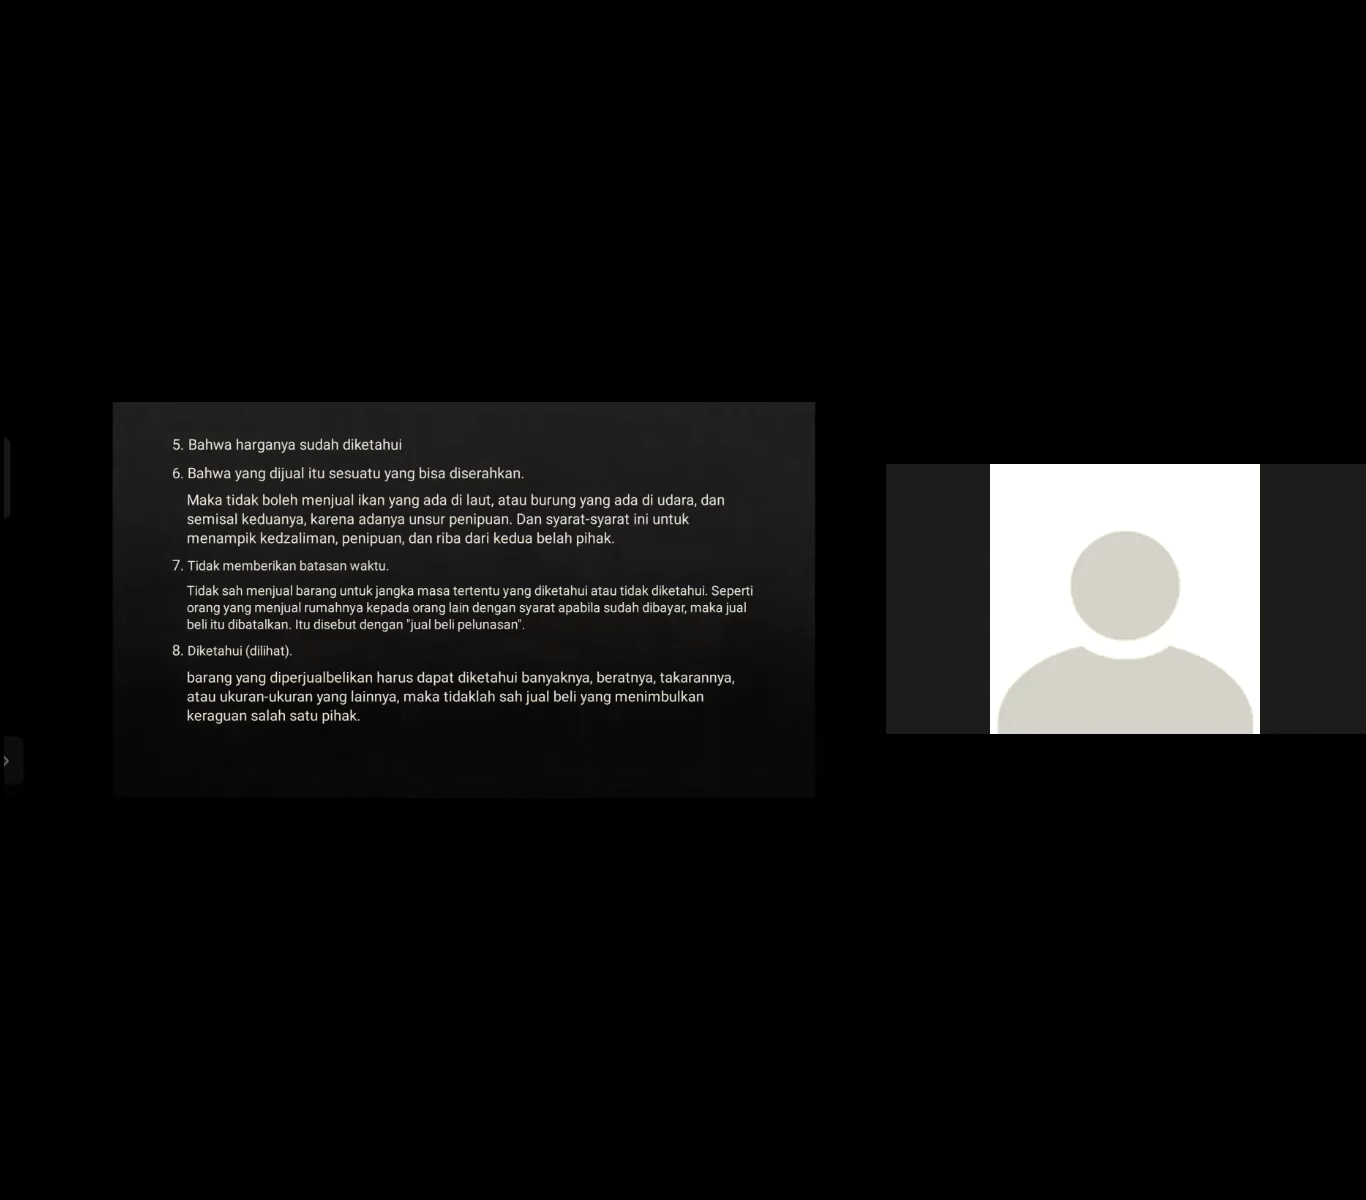 5. Bahwa harganya sudah diketahui
6. Bahwa yang dijual itu sesuatu yang bisa diserahkan.
Maka tidak boleh menjual ikan yang ada di laut, atau burung yang ada di udara, dan
semisal keduanya, karena adanya unsur penipuan. Dan syarat-syarat ini untuk
menampik kedzaliman, penipuan, dan riba dari kedua belah pihak.
7. Tidak memberikan batasan waktu.
Tidak sah menjual barang untuk jangka masa tertentu yang diketahui atau tidak diketahui. Seperti
orang yang menjual rumahnya kepada orang lain dengan syarat apabila sudah dibayar, maka jual
beli itu dibatalkan. Itu disebut dengan "jual beli pelunasan".
8. Diketahui (dilihat).
barang yang diperjualbelikan harus dapat diketahui banyaknya, beratnya, takarannya,
atau ukuran-ukuran yang lainnya, maka tidaklah sah jual beli yang menimbulkan
keraguan salah satu pihak.